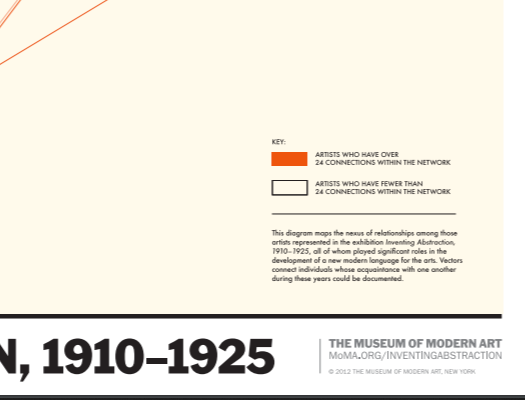 KEY:
ARTISTS WHO HAVE OVER
24 CONNECTIONS WITHIN THE NETWORK
ARTISTS WHO HAVE FEWER THAN
24 CONNECTIONS WITHIN THE NETWORK
This diagram maps the nexus of relationships among those
artists represented in the exhibition Inventing Abstraction,
1910–1925, all of whom played significant roles in the
development of a new modern language for the arts. Vectors
connect individuals whose acquaintance with one another
during these years could be documented.
N, 1910–1925
THE MUSEUM OF MODERN ART
MoMA.ORG/INVENTINGABSTRACTION
© 2012 THE MUSEUM OF MODERN ART, NEW YORK